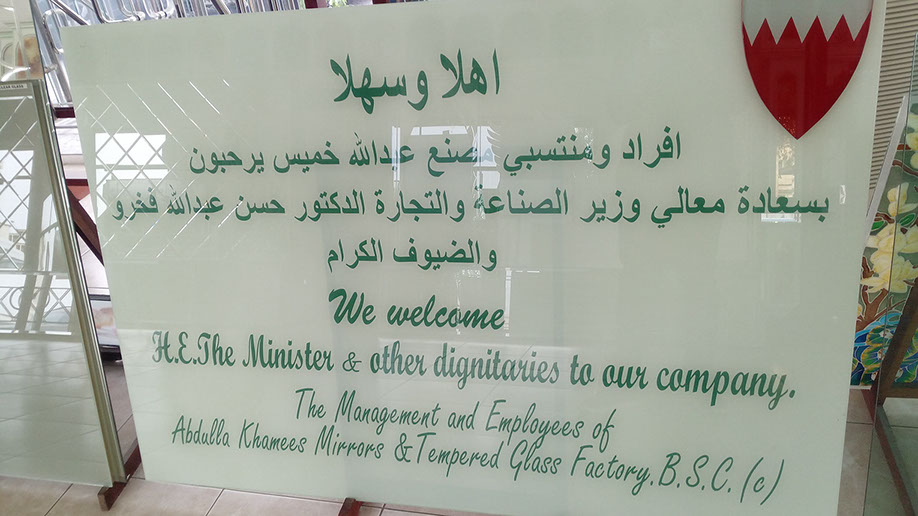 اهلا وسهلا
افراد ومنتسبي مصنع عبدالله خميس يرحبون
بسعادة معالي وزير الصناعة والتجارة الدكتور حسن عبدالله فخرو
والضيوف الكرام
We welcome
H.E.The Minister & other dignitaries to our company.
The Management and Employees of
Abdulla Khamees Mirrors & Tempered Glass Factory.B.S.C.(c)
CLEAR GLASS